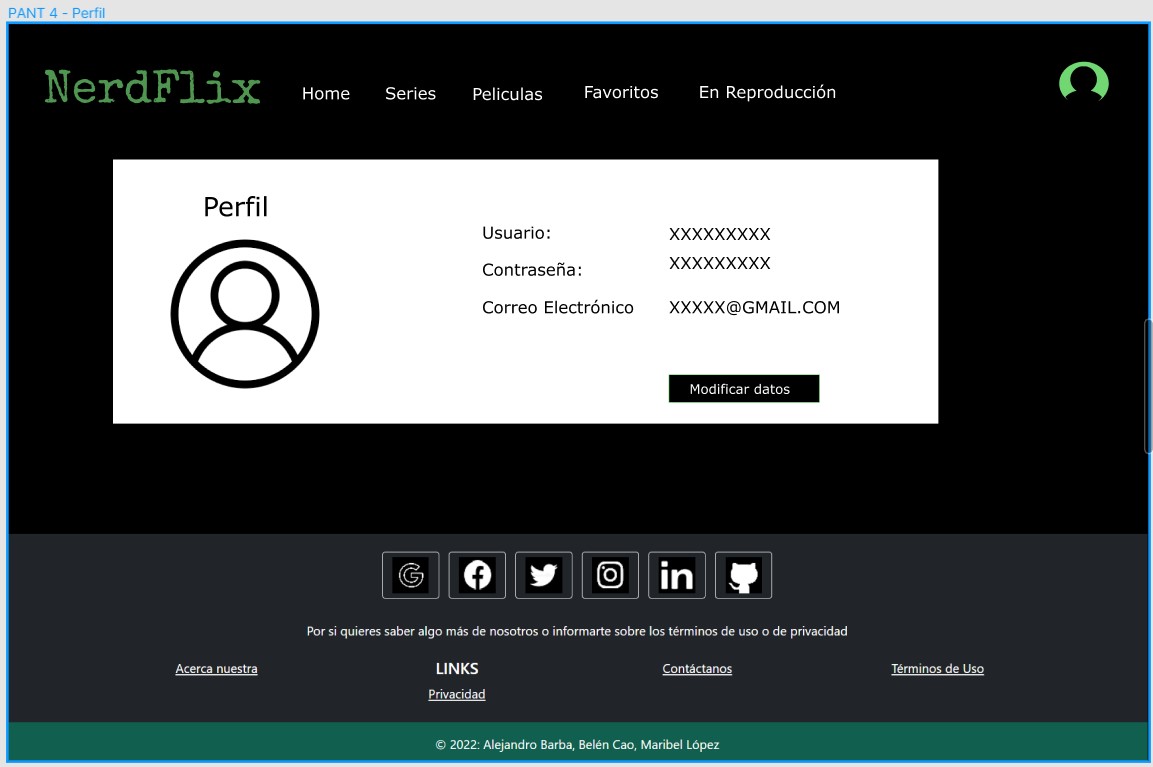 PANT 4 - Perfil
NerdFlix
Home
Series
Peliculas
Favoritos
En Reproducción
Perfil
Usuario: XXXXXXXXX
Contraseña: XXXXXXXXX
Correo Electrónico XXXXX@GMAIL.COM
Modificar datos
G
in
Por si quieres saber algo más de nosotros o informarte sobre los términos de uso o de privacidad
Acerca nuestra
LINKS
Privacidad
Contáctanos
Términos de Uso
© 2022: Alejandro Barba, Belén Cao, Maribel López